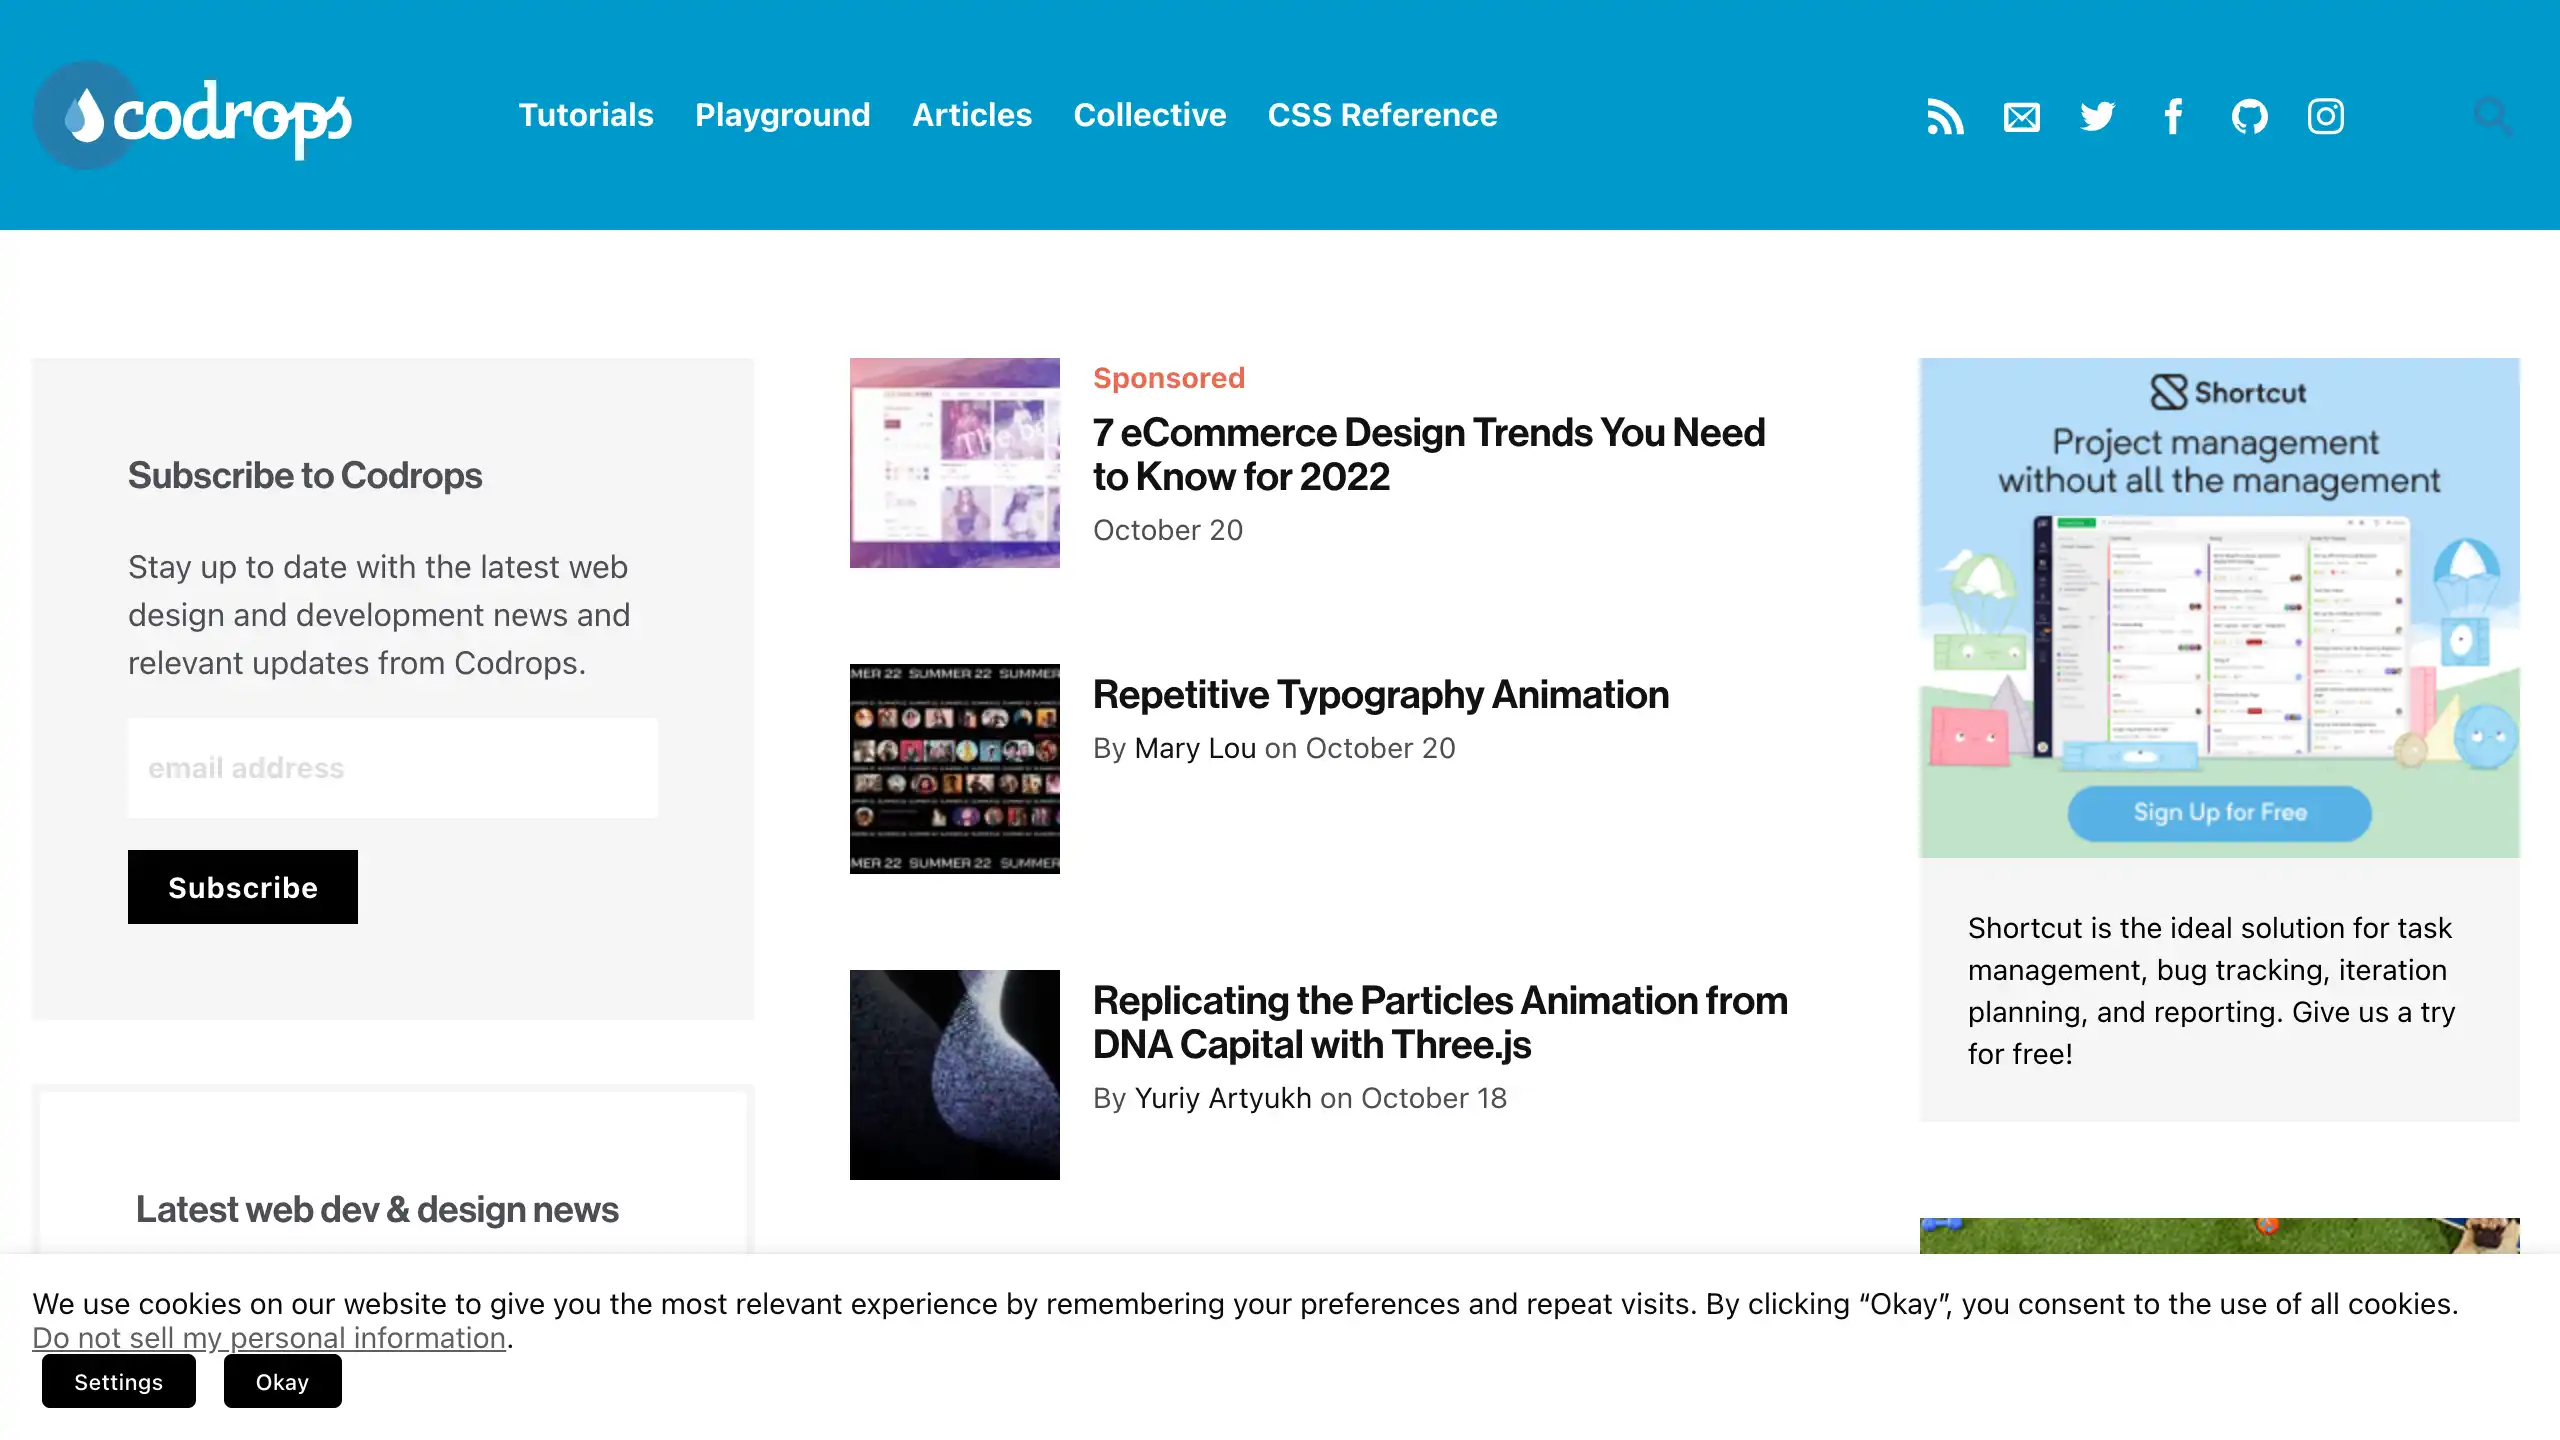 codrops
Tutorials
Playground
Articles
Collective
CSS Reference
Subscribe to Codrops
Stay up to date with the latest web
design and development news and
relevant updates from Codrops.
email address
Subscribe
Latest web dev & design news
Sponsored
7 eCommerce Design Trends You Need
to Know for 2022
October 20
MER 22 SUMMER 22 SUMMER
MER 22 SUMMER 22 SUMMER
Repetitive Typography Animation
By Mary Lou on October 20
Replicating the Particles Animation from
DNA Capital with Three.js
By Yuriy Artyukh on October 18
Shortcut
Project management
without all the management
Sign Up for Free
Shortcut is the ideal solution for task
management, bug tracking, iteration
planning, and reporting. Give us a try
for free!
We use cookies on our website to give you the most relevant experience by remembering your preferences and repeat visits. By clicking “Okay”, you consent to the use of all cookies.
Do not sell my personal information.
Settings
Okay